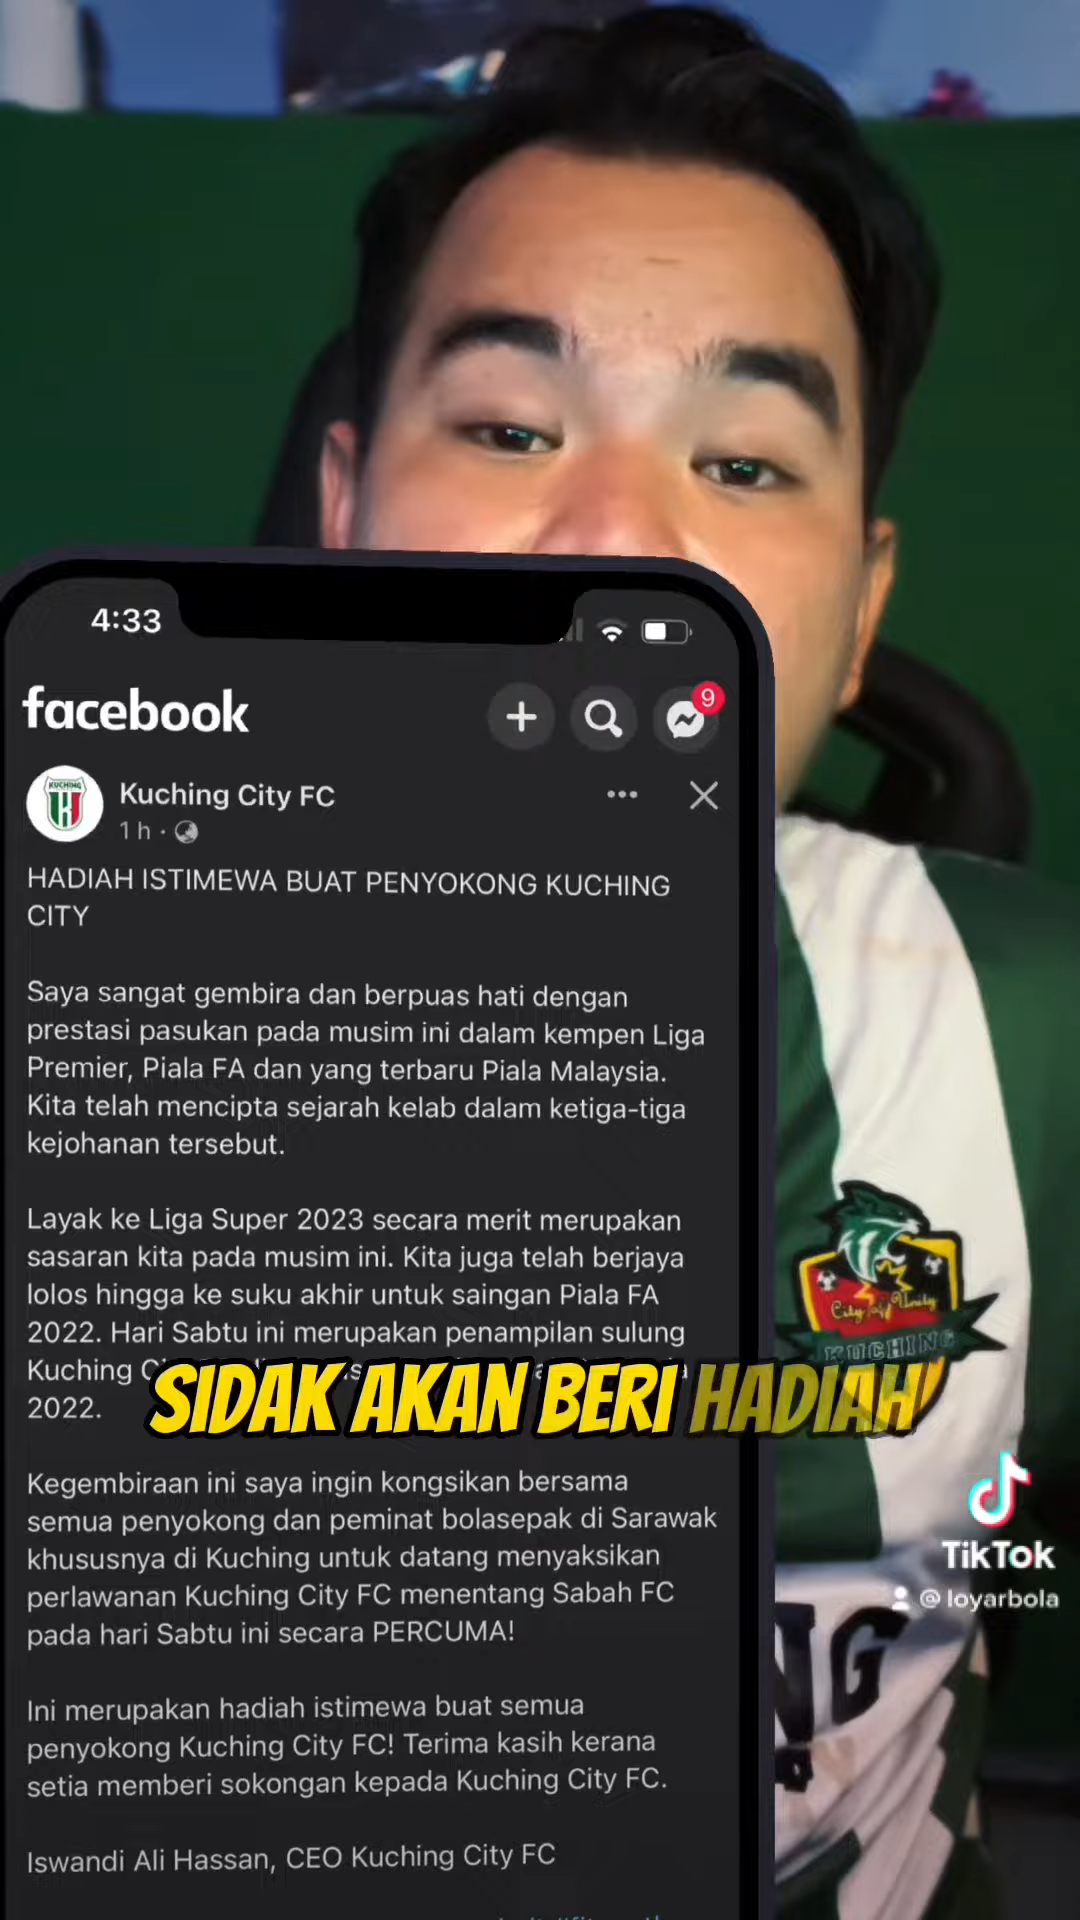 4:33
facebook
9
KUCHING
Kuching City FC
1 h
HADIAH ISTIMEWA BUAT PENYOKONG KUCHING
CITY
Saya sangat gembira dan berpuas hati dengan
prestasi pasukan pada musim ini dalam kempen Liga
Premier, Piala FA dan yang terbaru Piala Malaysia.
Kita telah mencipta sejarah kelab dalam ketiga-tiga
kejohanan tersebut.
Layak ke Liga Super 2023 secara merit merupakan
sasaran kita pada musim ini. Kita juga telah berjaya
lolos hingga ke suku akhir untuk saingan Piala FA
2022. Hari Sabtu ini merupakan penampilan sulung
Kuching
2022.
SIDAK AKAN BERI HADIAH
Kegembiraan ini saya ingin kongsikan bersama
semua penyokong dan peminat bolasepak di Sarawak
khususnya di Kuching untuk datang menyaksikan
perlawanan Kuching City FC menentang Sabah FC
pada hari Sabtu ini secara PERCUMA!
Ini merupakan hadiah istimewa buat semua
penyokong Kuching City FC! Terima kasih kerana
setia memberi sokongan kepada Kuching City FC.
Iswandi Ali Hassan, CEO Kuching City FC
City of Unity
KUCHING
TikTok
@loyarbola
NG